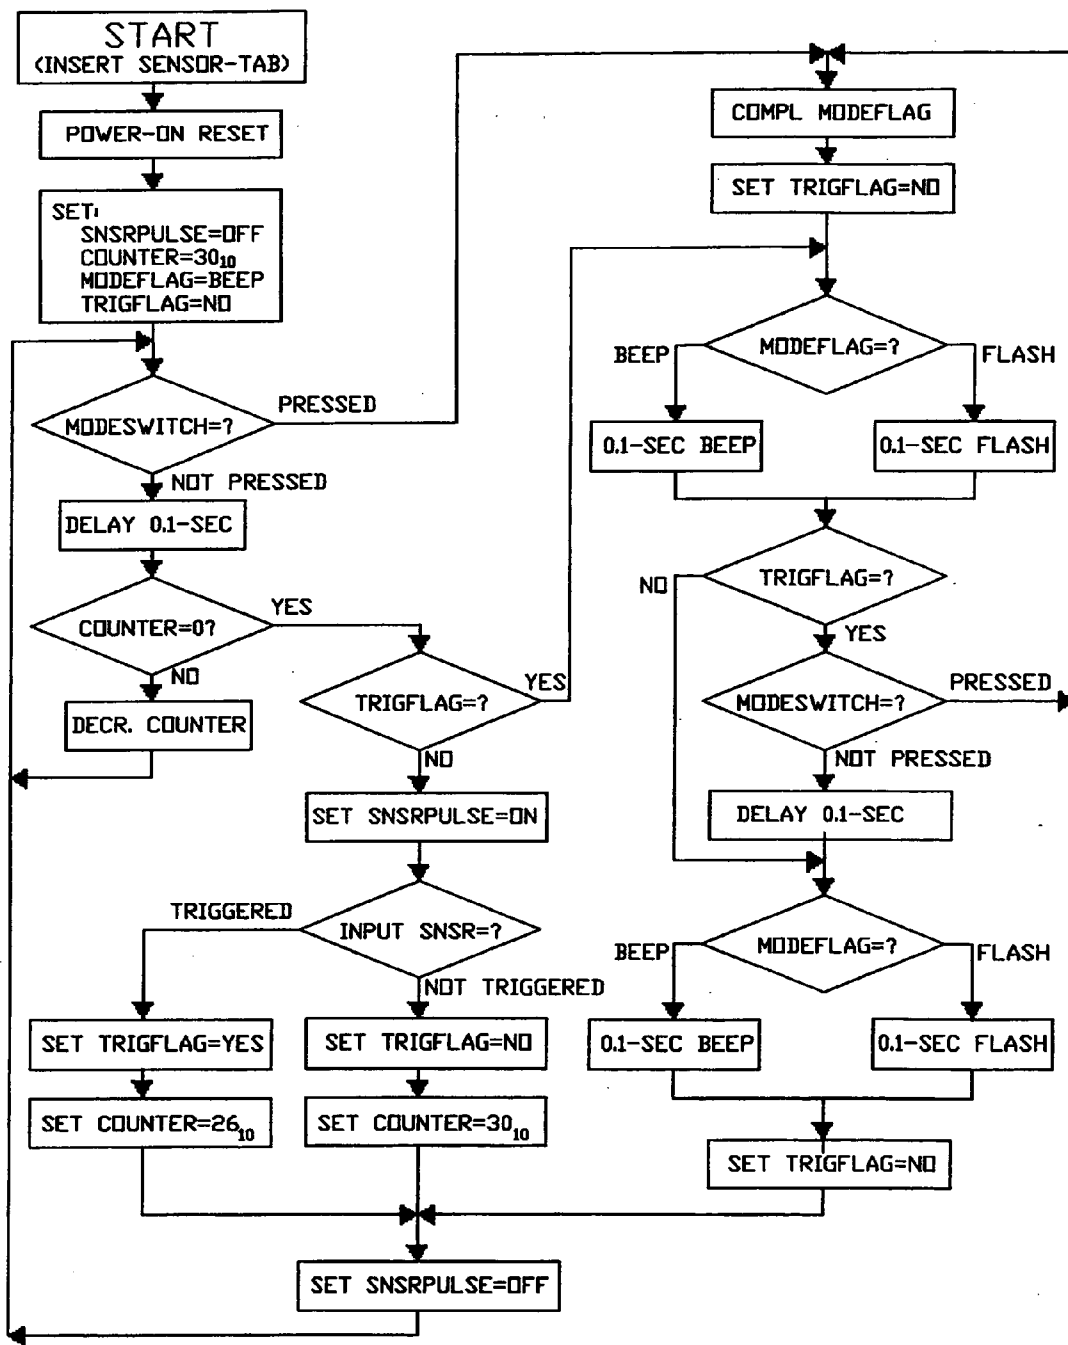 START
(INSERT SENSOR-TAB)
POWER-ON RESET
SET:
SNSRPULSE=OFF
COUNTER=30₁₀
MODEFLAG=BEEP
TRIGFLAG=NO
MODESWITCH=?
PRESSED
NOT PRESSED
DELAY 0.1-SEC
COUNTER=0?
YES
NO
DECR. COUNTER
TRIGFLAG=?
YES
NO
SET SNSRPULSE=ON
INPUT SNSR=?
TRIGGERED
NOT TRIGGERED
SET TRIGFLAG=YES
SET TRIGFLAG=NO
SET COUNTER=26₁₀
SET COUNTER=30₁₀
SET SNSRPULSE=OFF
COMPL MODEFLAG
SET TRIGFLAG=NO
MODEFLAG=?
BEEP
FLASH
0.1-SEC BEEP
0.1-SEC FLASH
TRIGFLAG=?
NO
YES
MODESWITCH=?
PRESSED
NOT PRESSED
DELAY 0.1-SEC
MODEFLAG=?
BEEP
FLASH
0.1-SEC BEEP
0.1-SEC FLASH
SET TRIGFLAG=NO